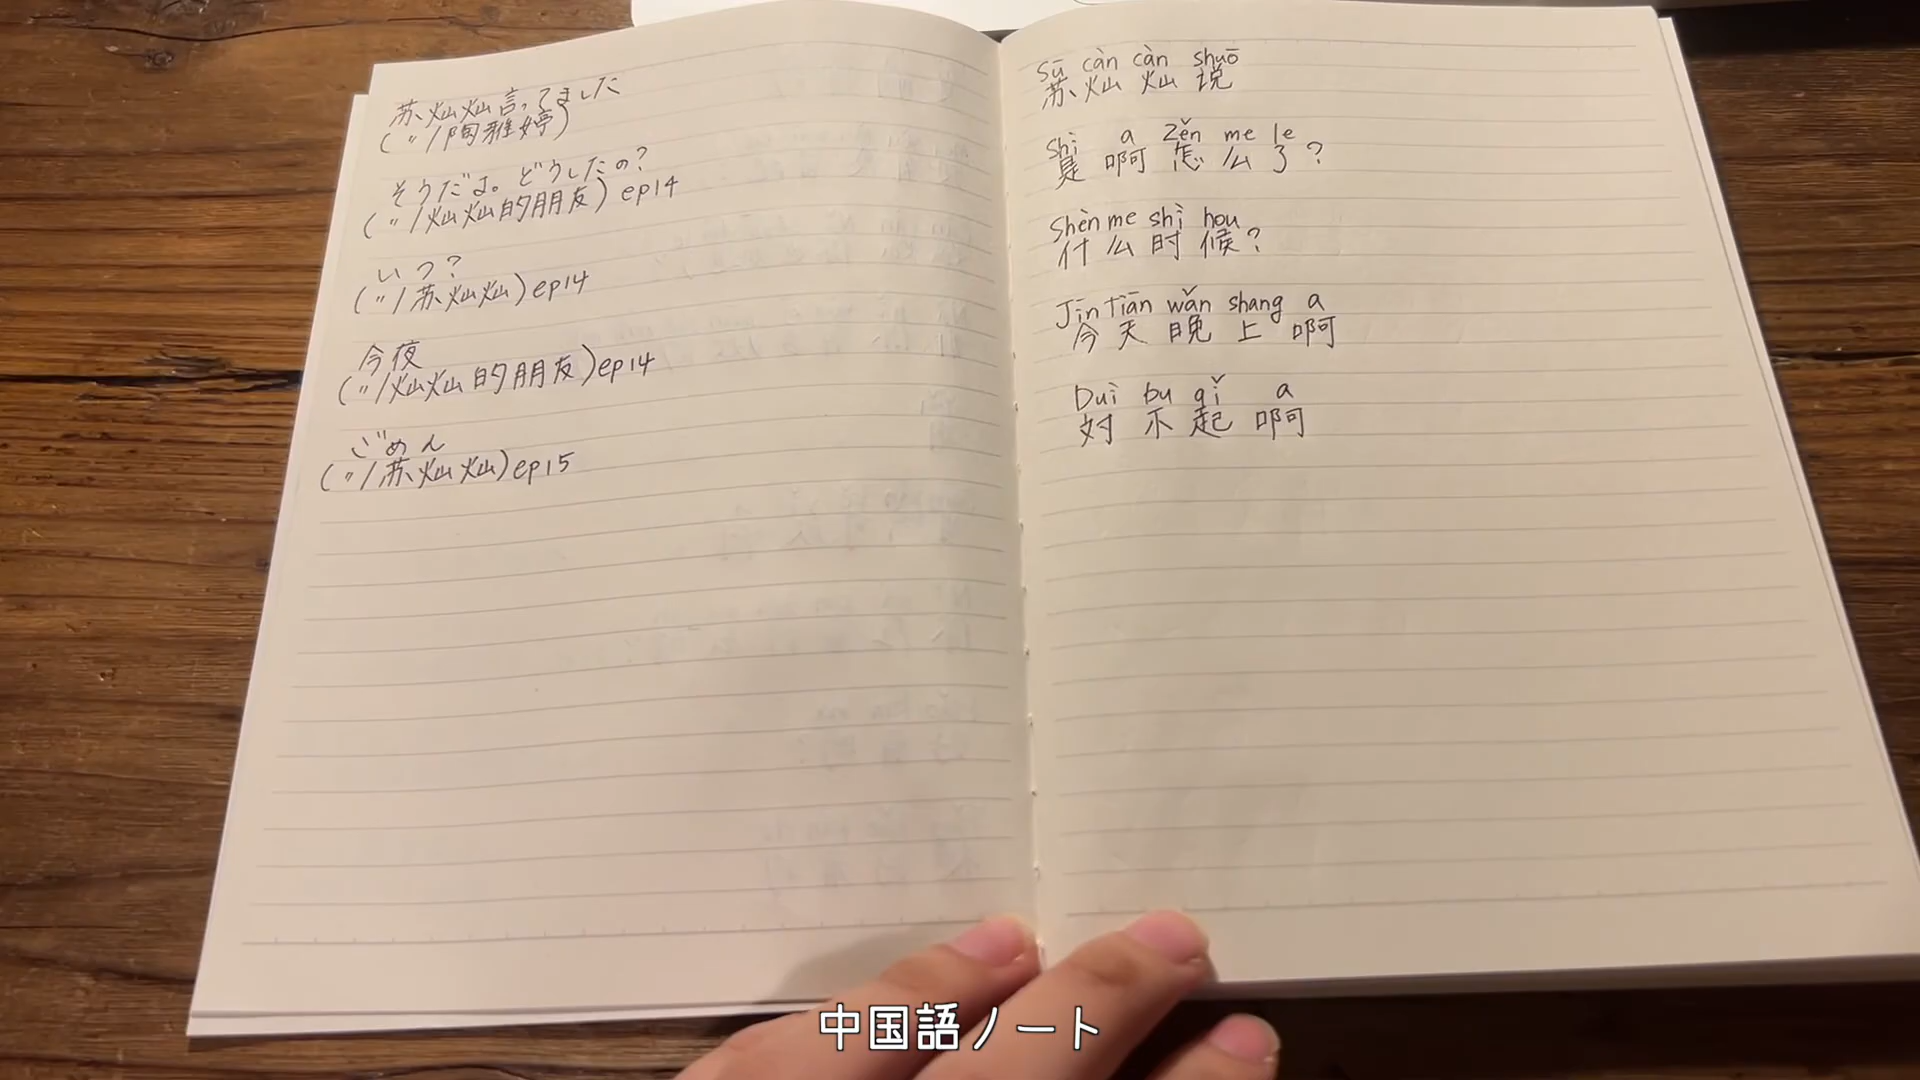 苏灿灿言ってました
(〃/陶雅婷)
そうだよ。どうしたの?
(〃/灿灿的朋友) ep14
いつ?
(〃/苏灿灿)ep14
今夜
(〃/灿灿的朋友)ep14
ごめん
(〃/苏灿灿)ep15
Sū càn càn shuō
苏灿灿说
Shì a Zěn me le
是啊怎么了?
Shèn me shì hou
什么时候?
Jīn Tiān wǎn shang a
今天晚上啊
Duì bu qǐ a
对不起啊
中国語ノート